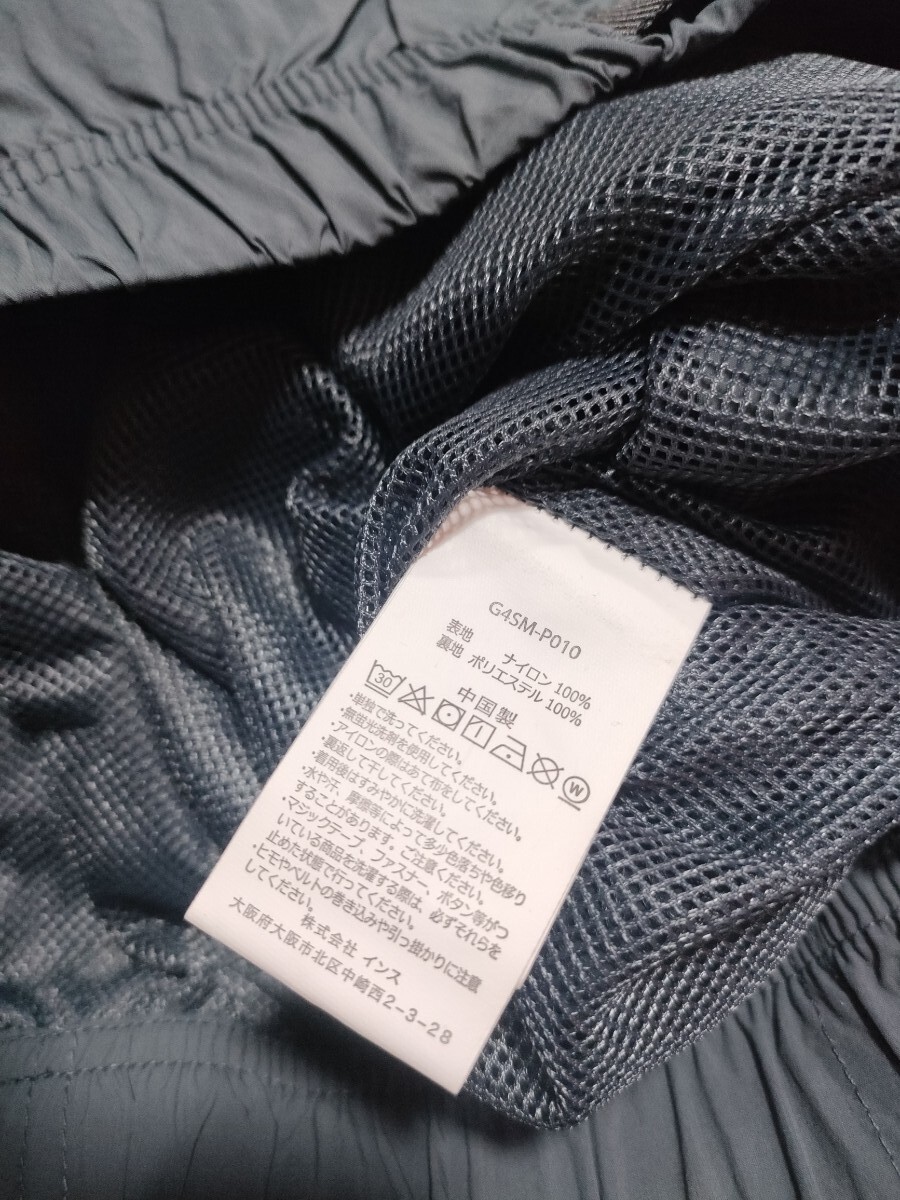 G4SM-P010
表地 ナイロン 100%
裏地 ポリエステル 100%
中国製
30 W
・単独で洗ってください。
・無蛍光洗剤を使用してください。
・アイロンの際はあて布をしてください。
・裏返して干してください。
・着用後はすみやかに洗濯してください。
・水や汗、摩擦等によって多少色落ちや色移り
することがあります。ご注意ください。
・マジックテープ、ファスナー、ボタン等がつ
いている商品を洗濯する際は、必ずそれらを
止めた状態で行ってください。
・ヒモやベルトの巻き込みや引っ掛かりに注意
してください。
株式会社 インス
大阪府大阪市北区中崎西2-3-28